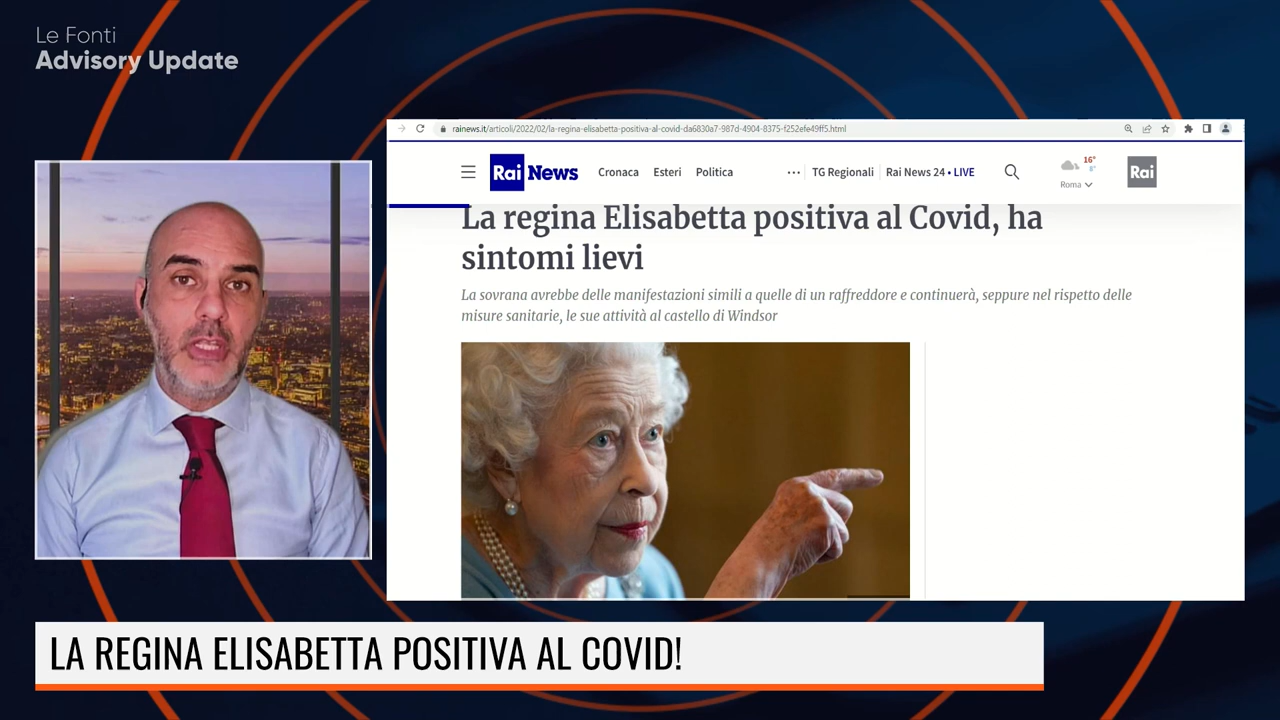 Le Fonti
Advisory Update
rainews.it/articoli/2022/02/la-regina-elisabetta-positiva-al-covid-da6830a7-987d-4904-8375-f252efe49ff5.html
Rai News Cronaca Esteri Politica ... TG Regionali Rai News 24 • LIVE 16° 8° Roma Rai
La regina Elisabetta positiva al Covid, ha
sintomi lievi
La sovrana avrebbe delle manifestazioni simili a quelle di un raffreddore e continuerà, seppure nel rispetto delle
misure sanitarie, le sue attività al castello di Windsor
LA REGINA ELISABETTA POSITIVA AL COVID!